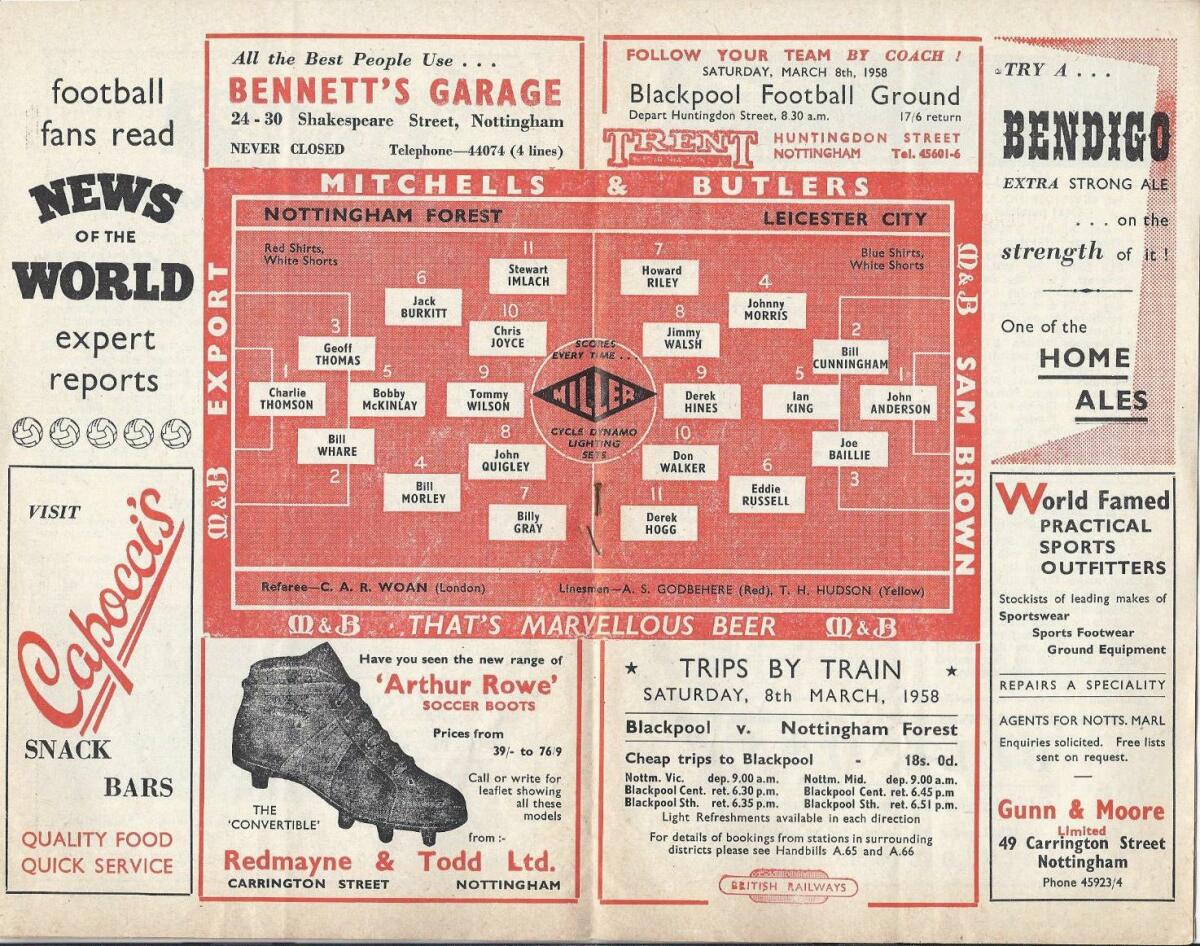 football
fans read
NEWS
OF THE
WORLD
expert
reports
VISIT
Capocci's
SNACK
BARS
QUALITY FOOD
QUICK SERVICE
All the Best People Use . . .
BENNETT'S GARAGE
24-30 Shakespeare Street, Nottingham
NEVER CLOSED Telephone—44074 (4 lines)
FOLLOW YOUR TEAM BY COACH !
SATURDAY, MARCH 8th, 1958
Blackpool Football Ground
Depart Huntingdon Street, 8.30 a.m. 17/6 return
TRENT
HUNTINGDON STREET
NOTTINGHAM Tel. 45601-6
MITCHELLS & BUTLERS
M&B EXPORT
NOTTINGHAM FOREST
LEICESTER CITY
Red Shirts,
White Shorts
Blue Shirts,
White Shorts
11
Stewart
IMLACH
6
Jack
BURKITT
10
Chris
JOYCE
3
Geoff
THOMAS
1
Charlie
THOMSON
5
Bobby
McKINLAY
9
Tommy
WILSON
Bill
WHARE
2
8
John
QUIGLEY
4
Bill
MORLEY
7
Billy
GRAY
SCORES
EVERY TIME . . .
MILLER
CYCLE DYNAMO
LIGHTING
SETS
7
Howard
RILEY
4
Johnny
MORRIS
8
Jimmy
WALSH
2
Bill
CUNNINGHAM
9
Derek
HINES
5
Ian
KING
1
John
ANDERSON
10
Don
WALKER
Joe
BAILLIE
3
6
Eddie
RUSSELL
11
Derek
HOGG
Referee—C. A. R. WOAN (London)
Linesmen—A. S. GODBEHERE (Red), T. H. HUDSON (Yellow)
M&B SAM BROWN
M&B . THAT'S MARVELLOUS BEER M&B
Have you seen the new range of
'Arthur Rowe'
SOCCER BOOTS
Prices from
39/- to 76/9
Call or write for
leaflet showing
all these
models
THE
'CONVERTIBLE'
from :-
Redmayne & Todd Ltd.
CARRINGTON STREET NOTTINGHAM
★ TRIPS BY TRAIN ★
SATURDAY, 8th MARCH, 1958
Blackpool v. Nottingham Forest
Cheap trips to Blackpool - 18s. 0d.
Nottm. Vic. dep. 9.00 a.m. Nottm. Mid. dep. 9.00 a.m.
Blackpool Cent. ret. 6.30 p.m. Blackpool Cent. ret. 6.45 p.m
Blackpool Sth. ret. 6.35 p.m. Blackpool Sth. ret. 6.51 p.m.
Light Refreshments available in each direction
For details of bookings from stations in surrounding
districts please see Handbills A.65 and A.66
BRITISH RAILWAYS
TRY A . . .
BENDIGO
EXTRA STRONG ALE
. . . on the
strength of it !
One of the
HOME
ALES
World Famed
PRACTICAL
SPORTS
OUTFITTERS
Stockists of leading makes of
Sportswear
Sports Footwear
Ground Equipment
REPAIRS A SPECIALITY
AGENTS FOR NOTTS. MARL
Enquiries solicited. Free lists
sent on request.
Gunn & Moore
Limited
49 Carrington Street
Nottingham
Phone 45923/4